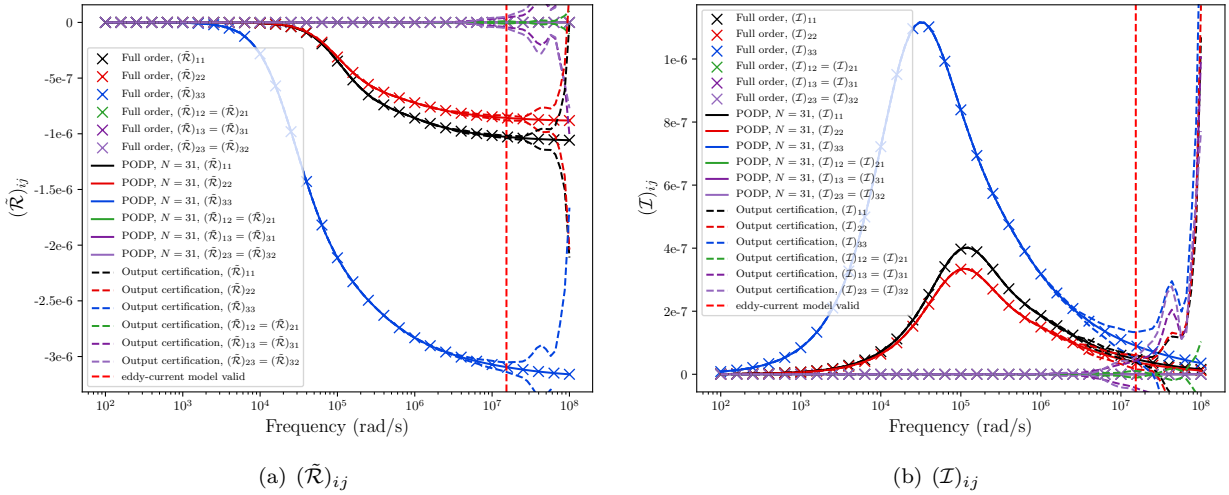 0
-5e-7
-1e-6
-1.5e-6
-2e-6
-2.5e-6
-3e-6
(R̃)ij
Full order, (R̃)11
Full order, (R̃)22
Full order, (R̃)33
Full order, (R̃)12 = (R̃)21
Full order, (R̃)13 = (R̃)31
Full order, (R̃)23 = (R̃)32
PODP, N = 31, (R̃)11
PODP, N = 31, (R̃)22
PODP, N = 31, (R̃)33
PODP, N = 31, (R̃)12 = (R̃)21
PODP, N = 31, (R̃)13 = (R̃)31
PODP, N = 31, (R̃)23 = (R̃)32
Output certification, (R̃)11
Output certification, (R̃)22
Output certification, (R̃)33
Output certification, (R̃)12 = (R̃)21
Output certification, (R̃)13 = (R̃)31
Output certification, (R̃)23 = (R̃)32
eddy-current model valid
10² 10³ 10⁴ 10⁵ 10⁶ 10⁷ 10⁸
Frequency (rad/s)
(a) (R̃)ij
1e-6
8e-7
6e-7
4e-7
2e-7
0
(I)ij
Full order, (I)11
Full order, (I)22
Full order, (I)33
Full order, (I)12 = (I)21
Full order, (I)13 = (I)31
Full order, (I)23 = (I)32
PODP, N = 31, (I)11
PODP, N = 31, (I)22
PODP, N = 31, (I)33
PODP, N = 31, (I)12 = (I)21
PODP, N = 31, (I)13 = (I)31
PODP, N = 31, (I)23 = (I)32
Output certification, (I)11
Output certification, (I)22
Output certification, (I)33
Output certification, (I)12 = (I)21
Output certification, (I)13 = (I)31
Output certification, (I)23 = (I)32
eddy-current model valid
10² 10³ 10⁴ 10⁵ 10⁶ 10⁷ 10⁸
Frequency (rad/s)
(b) (I)ij